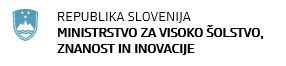 REPUBLIKA SLOVENIJA
MINISTRSTVO ZA VISOKO ŠOLSTVO,
ZNANOST IN INOVACIJE